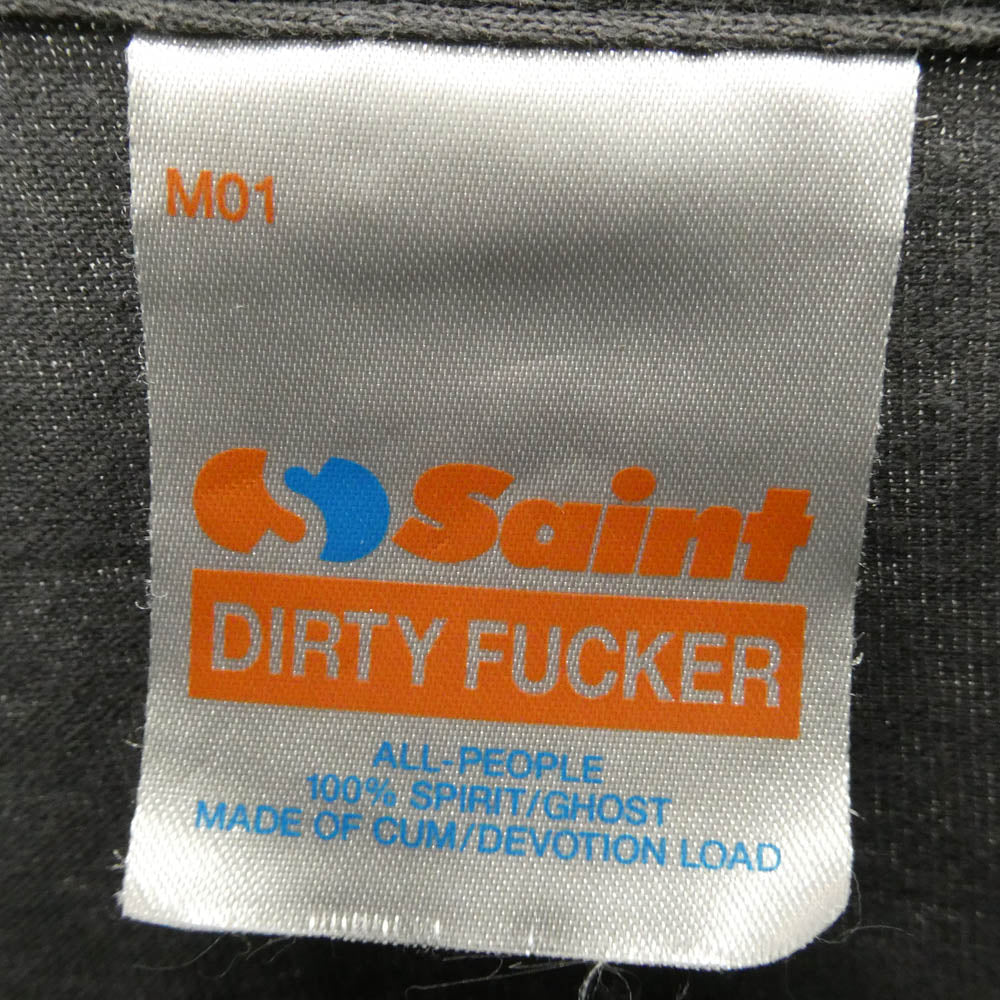 M01
Saint
DIRTY FUCKER
ALL-PEOPLE
100% SPIRIT/GHOST
MADE OF CUM/DEVOTION LOAD